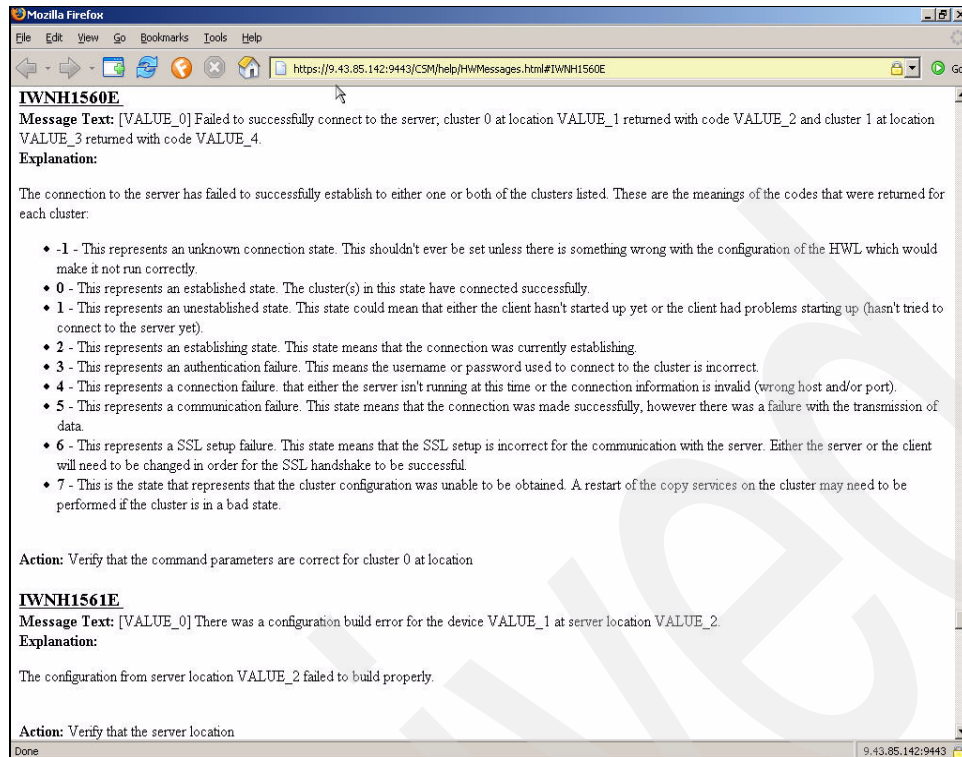 Mozilla Firefox
File Edit View Go Bookmarks Tools Help
https://9.43.85.142:9443/CSM/help/HWMessages.html#IWNH1560E
Go
IWNH1560E
Message Text: [VALUE_0] Failed to successfully connect to the server; cluster 0 at location VALUE_1 returned with code VALUE_2 and cluster 1 at location
VALUE_3 returned with code VALUE_4.
Explanation:
The connection to the server has failed to successfully establish to either one or both of the clusters listed. These are the meanings of the codes that were returned for
each cluster:
◆ -1 - This represents an unknown connection state. This shouldn't ever be set unless there is something wrong with the configuration of the HWL which would
make it not run correctly.
◆ 0 - This represents an established state. The cluster(s) in this state have connected successfully.
◆ 1 - This represents an unestablished state. This state could mean that either the client hasn't started up yet or the client had problems starting up (hasn't tried to
connect to the server yet).
◆ 2 - This represents an establishing state. This state means that the connection was currently establishing.
◆ 3 - This represents an authentication failure. This means the username or password used to connect to the cluster is incorrect.
◆ 4 - This represents a connection failure. that either the server isn't running at this time or the connection information is invalid (wrong host and/or port).
◆ 5 - This represents a communication failure. This state means that the connection was made successfully, however there was a failure with the transmission of
data.
◆ 6 - This represents a SSL setup failure. This state means that the SSL setup is incorrect for the communication with the server. Either the server or the client
will need to be changed in order for the SSL handshake to be successful.
◆ 7 - This is the state that represents that the cluster configuration was unable to be obtained. A restart of the copy services on the cluster may need to be
performed if the cluster is in a bad state.
Action: Verify that the command parameters are correct for cluster 0 at location
IWNH1561E
Message Text: [VALUE_0] There was a configuration build error for the device VALUE_1 at server location VALUE_2.
Explanation:
The configuration from server location VALUE_2 failed to build properly.
Action: Verify that the server location
Done
9.43.85.142:9443